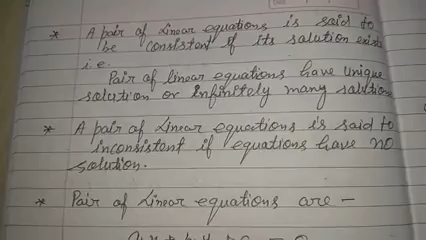 * A pair of Linear equations is said to
be consistent if its solution exists
i.e.
Pair of linear equations have unique
solution or Infinitely many solutions
* A pair of Linear equations is said to
inconsistent if equations have no
solution.
* Pair of Linear equations are -